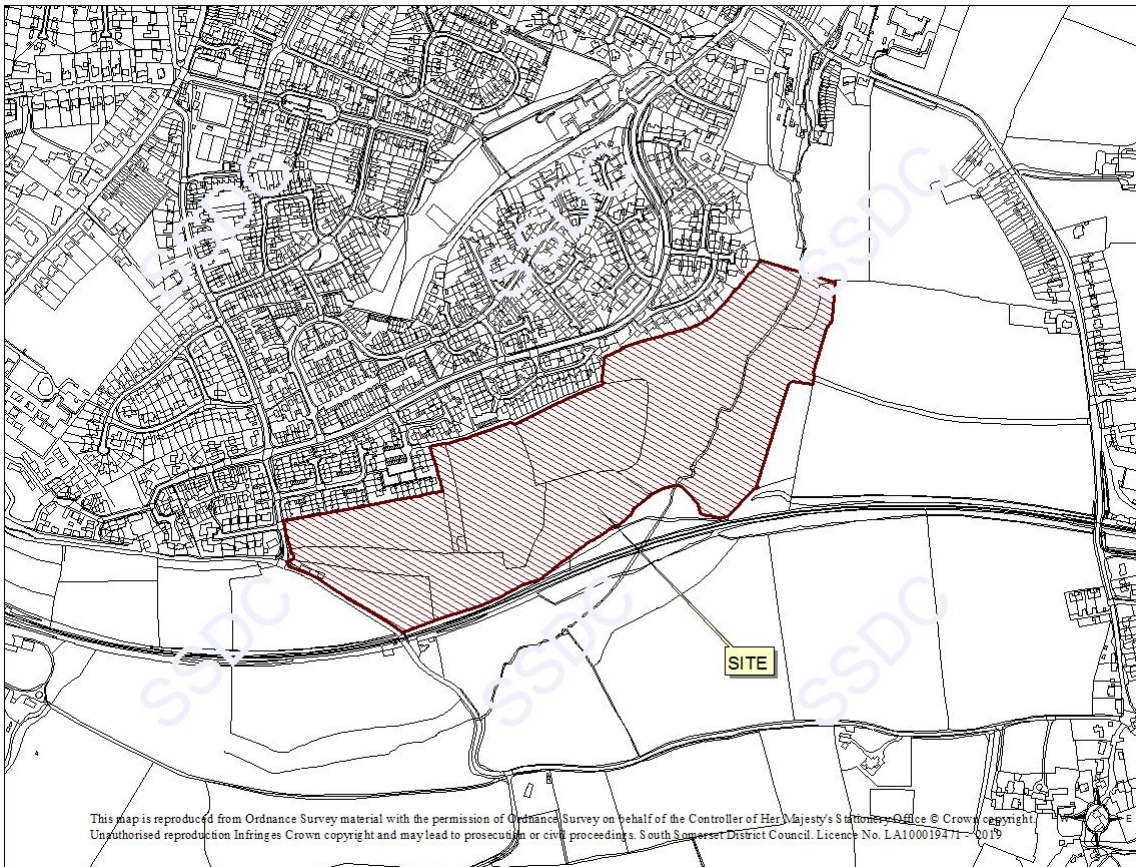 SSDC
SSDC
SSDC
SSDC
SSDC
SSDC
SITE
W E
This map is reproduced from Ordnance Survey material with the permission of Ordnance Survey on behalf of the Controller of Her Majesty's Stationery Office © Crown copyright.
Unauthorised reproduction Infringes Crown copyright and may lead to prosecution or civil proceedings. South Somerset District Council. Licence No. LA100019471 - 2019